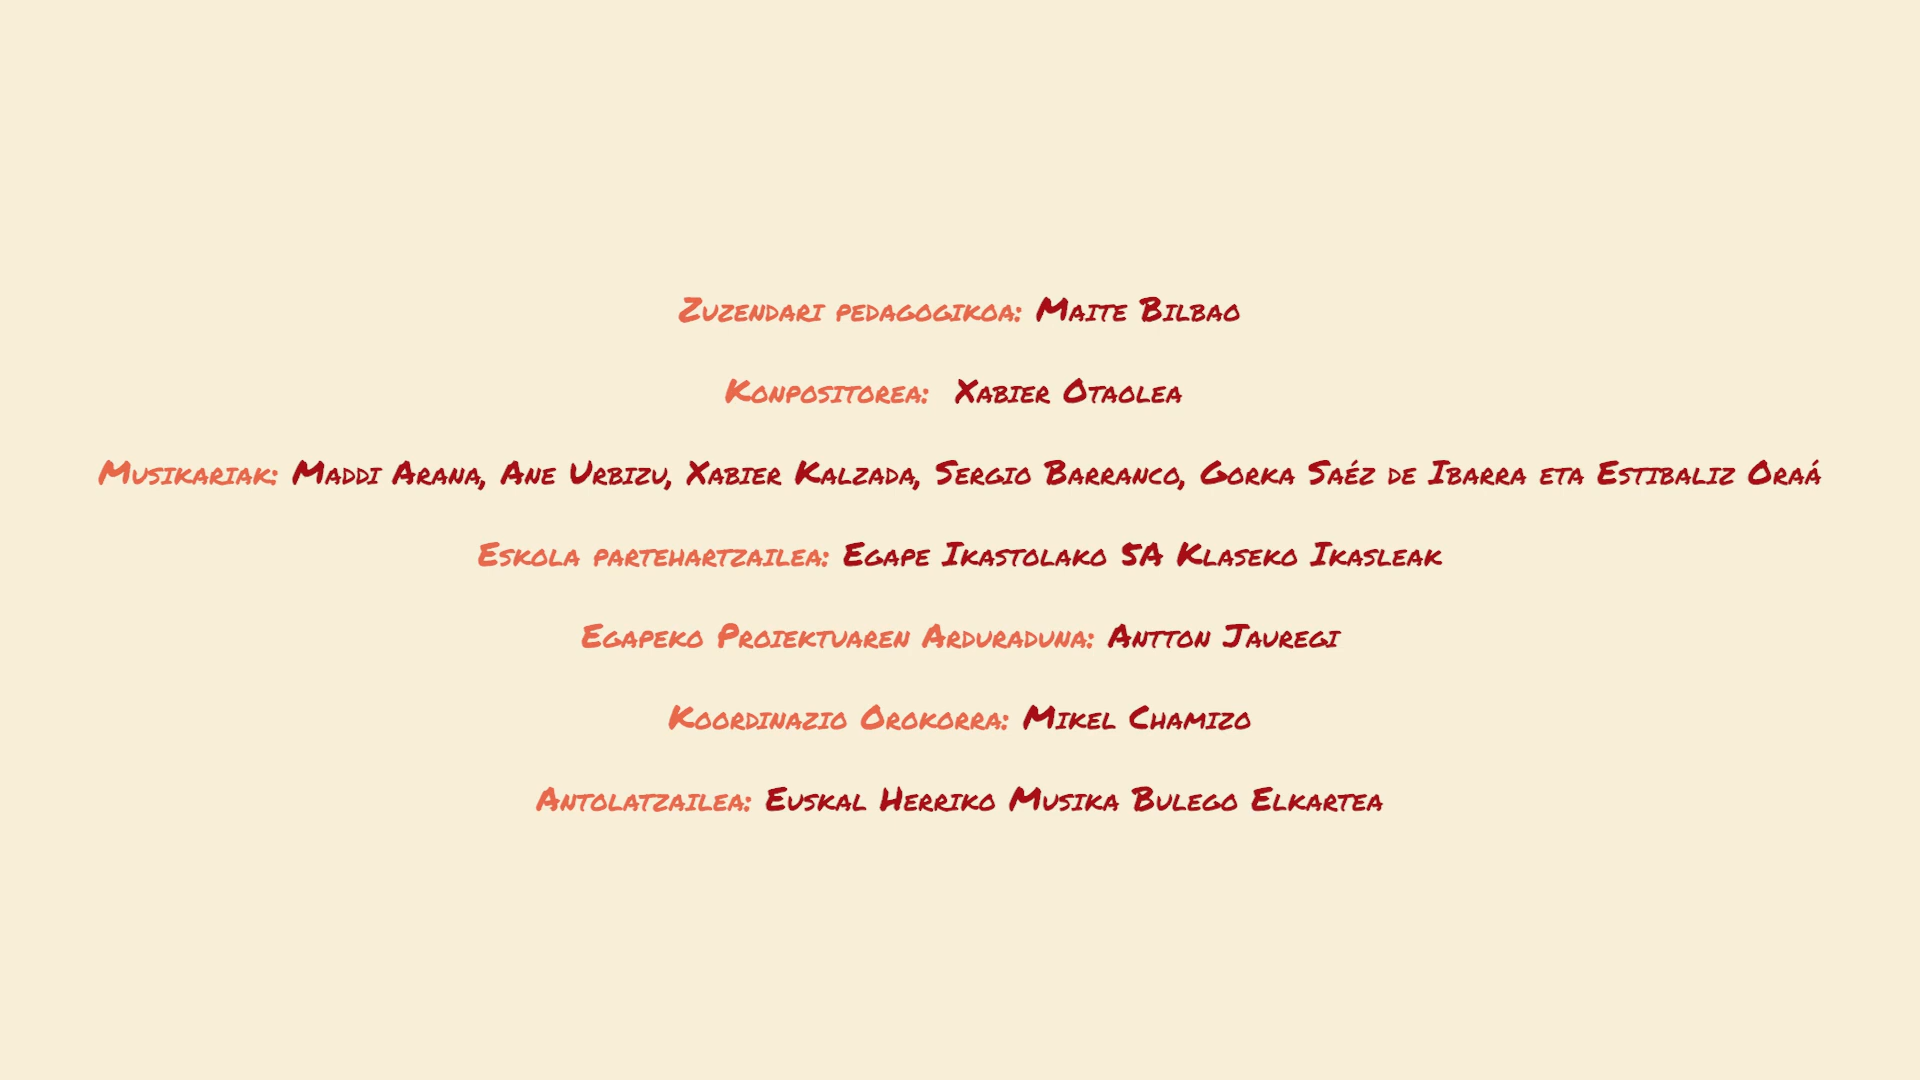 Zuzendari pedagogikoa: Maite Bilbao
Konpositorea: Xabier Otaolea
Musikariak: Maddi Arana, Ane Urbizu, Xabier Kalzada, Sergio Barranco, Gorka Saéz de Ibarra eta Estibaliz Oraá
Eskola partehartzailea: Egape Ikastolako 5A Klaseko Ikasleak
Egapeko Proiektuaren Arduraduna: Antton Jauregi
Koordinazio Orokorra: Mikel Chamizo
Antolatzailea: Euskal Herriko Musika Bulego Elkartea